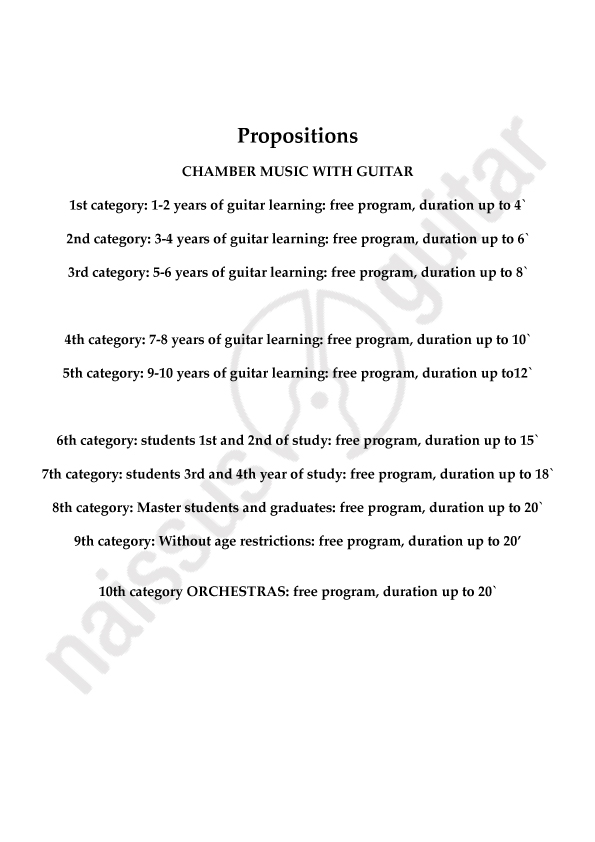 Propositions
CHAMBER MUSIC WITH GUITAR
1st category: 1-2 years of guitar learning: free program, duration up to 4`
2nd category: 3-4 years of guitar learning: free program, duration up to 6`
3rd category: 5-6 years of guitar learning: free program, duration up to 8`
4th category: 7-8 years of guitar learning: free program, duration up to 10`
5th category: 9-10 years of guitar learning: free program, duration up to12`
6th category: students 1st and 2nd of study: free program, duration up to 15`
7th category: students 3rd and 4th year of study: free program, duration up to 18`
8th category: Master students and graduates: free program, duration up to 20`
9th category: Without age restrictions: free program, duration up to 20’
10th category ORCHESTRAS: free program, duration up to 20`
naissus guitar